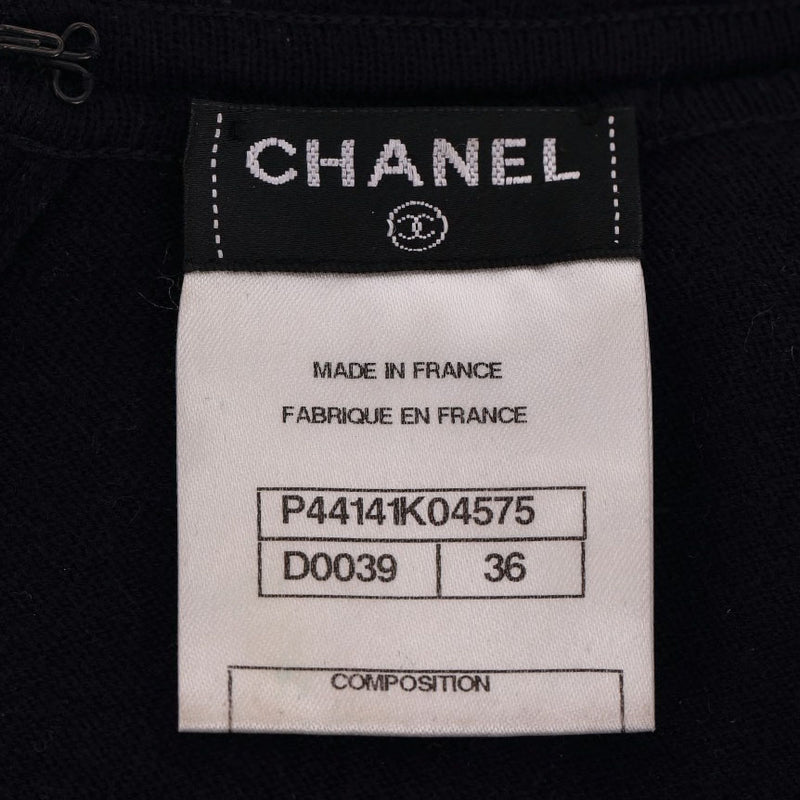 CHANEL
MADE IN FRANCE
FABRIQUE EN FRANCE
P44141K04575
D0039 36
COMPOSITION